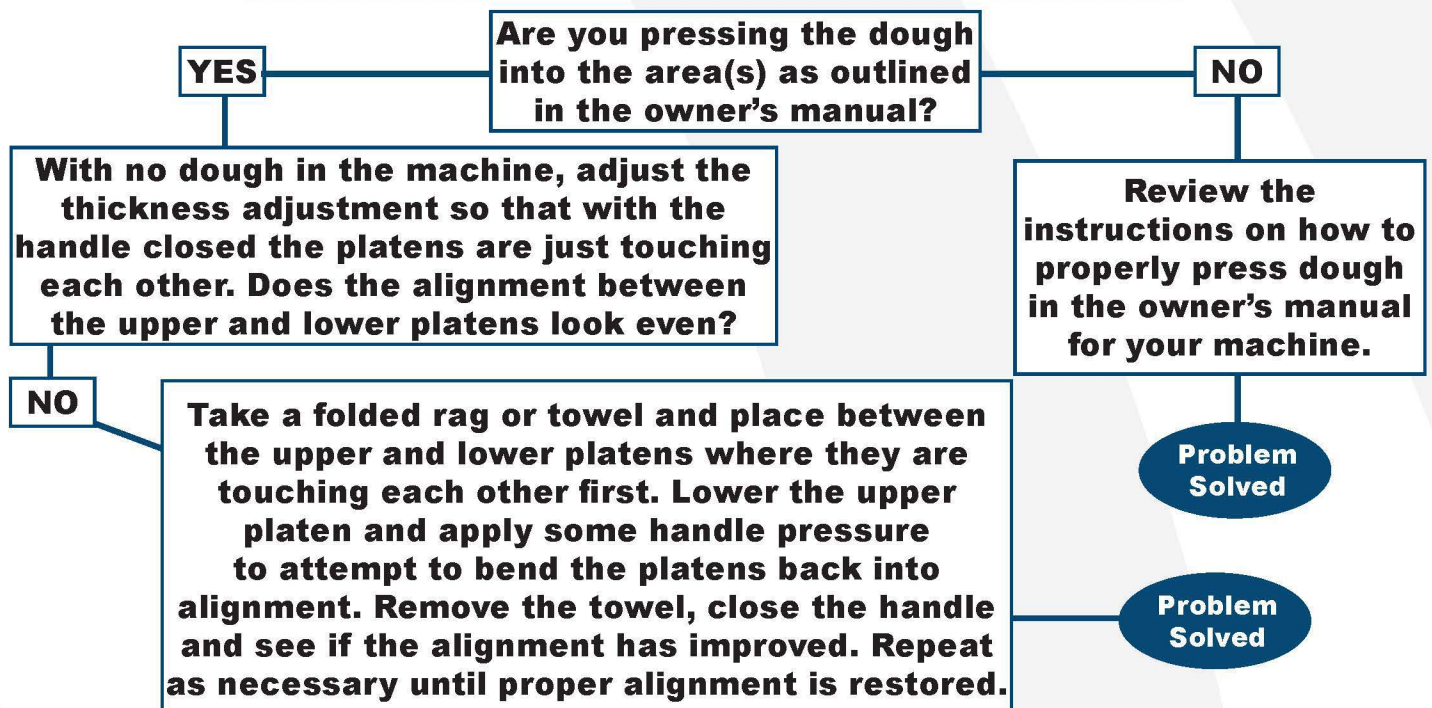 Are you pressing the dough
into the area(s) as outlined
in the owner's manual?
YES
NO
With no dough in the machine, adjust the
thickness adjustment so that with the
handle closed the platens are just touching
each other. Does the alignment between
the upper and lower platens look even?
Review the
instructions on how to
properly press dough
in the owner's manual
for your machine.
NO
Take a folded rag or towel and place between
the upper and lower platens where they are
touching each other first. Lower the upper
platen and apply some handle pressure
to attempt to bend the platens back into
alignment. Remove the towel, close the handle
and see if the alignment has improved. Repeat
as necessary until proper alignment is restored.
Problem
Solved
Problem
Solved